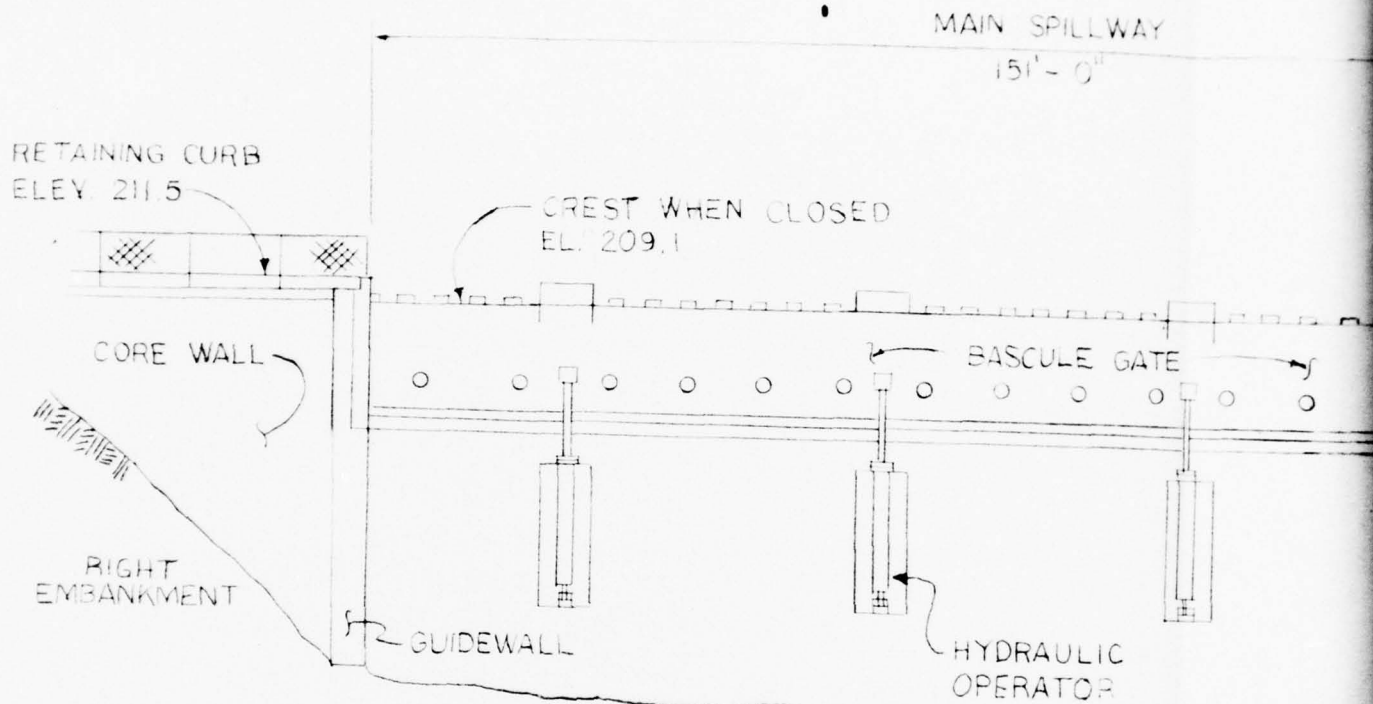 MAIN SPILLWAY
151'-0"
RETAINING CURB
ELEV. 211.5
CREST WHEN CLOSED
EL. 209.1
CORE WALL
BASCULE GATE
RIGHT
EMBANKMENT
GUIDEWALL
HYDRAULIC
OPERATOR